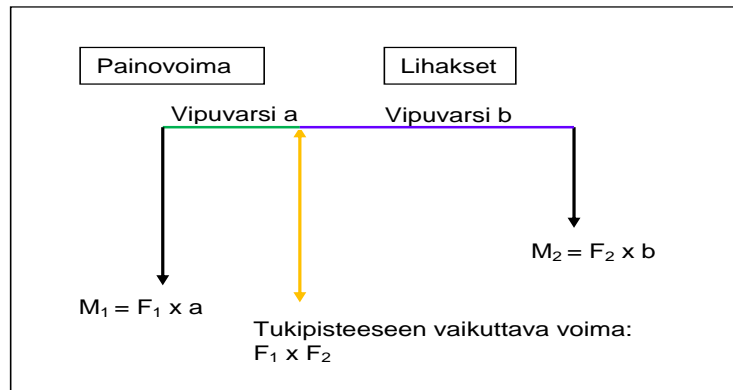 Painovoima
Lihakset
Vipuvarsi a
Vipuvarsi b
M₂ = F₂ x b
M₁ = F₁ x a
Tukipisteeseen vaikuttava voima:
F₁ x F₂